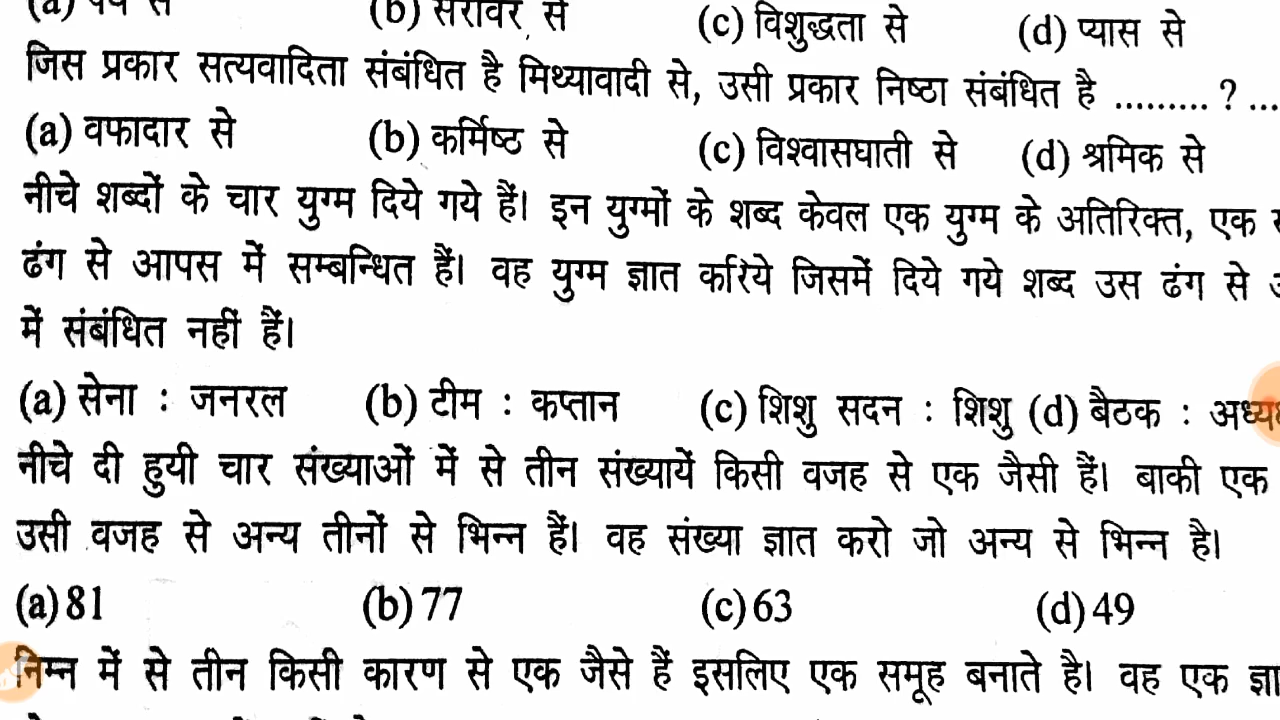 (b) सरोवर से (c) विशुद्धता से (d) प्यास से
जिस प्रकार सत्यवादिता संबंधित है मिथ्यावादी से, उसी प्रकार निष्ठा संबंधित है ......... ? ...
(a) वफादार से (b) कर्मिष्ठ से (c) विश्वासघाती से (d) श्रमिक से
नीचे शब्दों के चार युग्म दिये गये हैं। इन युग्मों के शब्द केवल एक युग्म के अतिरिक्त, एक
ढंग से आपस में सम्बन्धित हैं। वह युग्म ज्ञात करिये जिसमें दिये गये शब्द उस ढंग से
में संबंधित नहीं हैं।
(a) सेना : जनरल (b) टीम : कप्तान (c) शिशु सदन : शिशु (d) बैठक :
नीचे दी हुयी चार संख्याओं में से तीन संख्यायें किसी वजह से एक जैसी हैं। बाकी एक
उसी वजह से अन्य तीनों से भिन्न हैं। वह संख्या ज्ञात करो जो अन्य से भिन्न है।
(a) 81 (b) 77 (c) 63 (d) 49
निम्न में से तीन किसी कारण से एक जैसे हैं इसलिए एक समूह बनाते है। वह एक